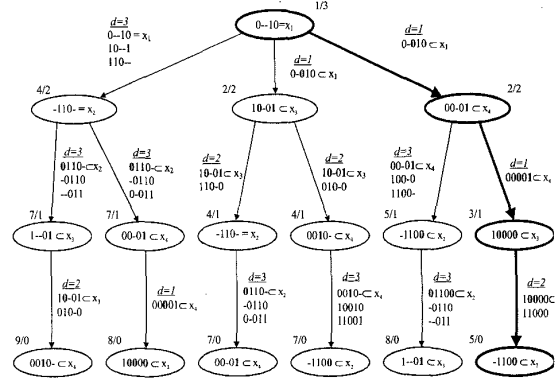 1/3
0--10=x₁
d=3
0--10 = x₁
10--1
110--
d=1
0-010 ⊂ x₁
d=1
0-010 ⊂ x₁
4/2
-110- = x₂
2/2
10-01 ⊂ x₃
2/2
00-01 ⊂ x₄
d=3
0110-⊂x₂
-0110
--011
d=3
0110-⊂x₂
-0110
0-011
d=2
10-01⊂ x₃
110-0
d=2
10-01⊂ x₃
010-0
d=3
00-01 ⊂ x₄
100-0
1100-
d=1
00001⊂ x₄
7/1
1--01 ⊂ x₃
7/1
00-01 ⊂ x₄
4/1
-110- = x₂
4/1
0010- ⊂ x₄
5/1
-1100 ⊂ x₂
3/1
10000 ⊂ x₃
d=2
10-01 ⊂ x₃
010-0
d=1
00001⊂ x₄
d=3
0110-⊂ x₂
-0110
0-011
d=3
0010-⊂ x₄
10010
11001
d=3
01100⊂ x₂
-0110
--011
d=2
10000⊂
11000
9/0
0010- ⊂ x₄
8/0
10000 ⊂ x₃
7/0
00-01 ⊂ x₄
7/0
-1100 ⊂ x₂
8/0
1--01 ⊂ x₃
5/0
-1100 ⊂ x₂